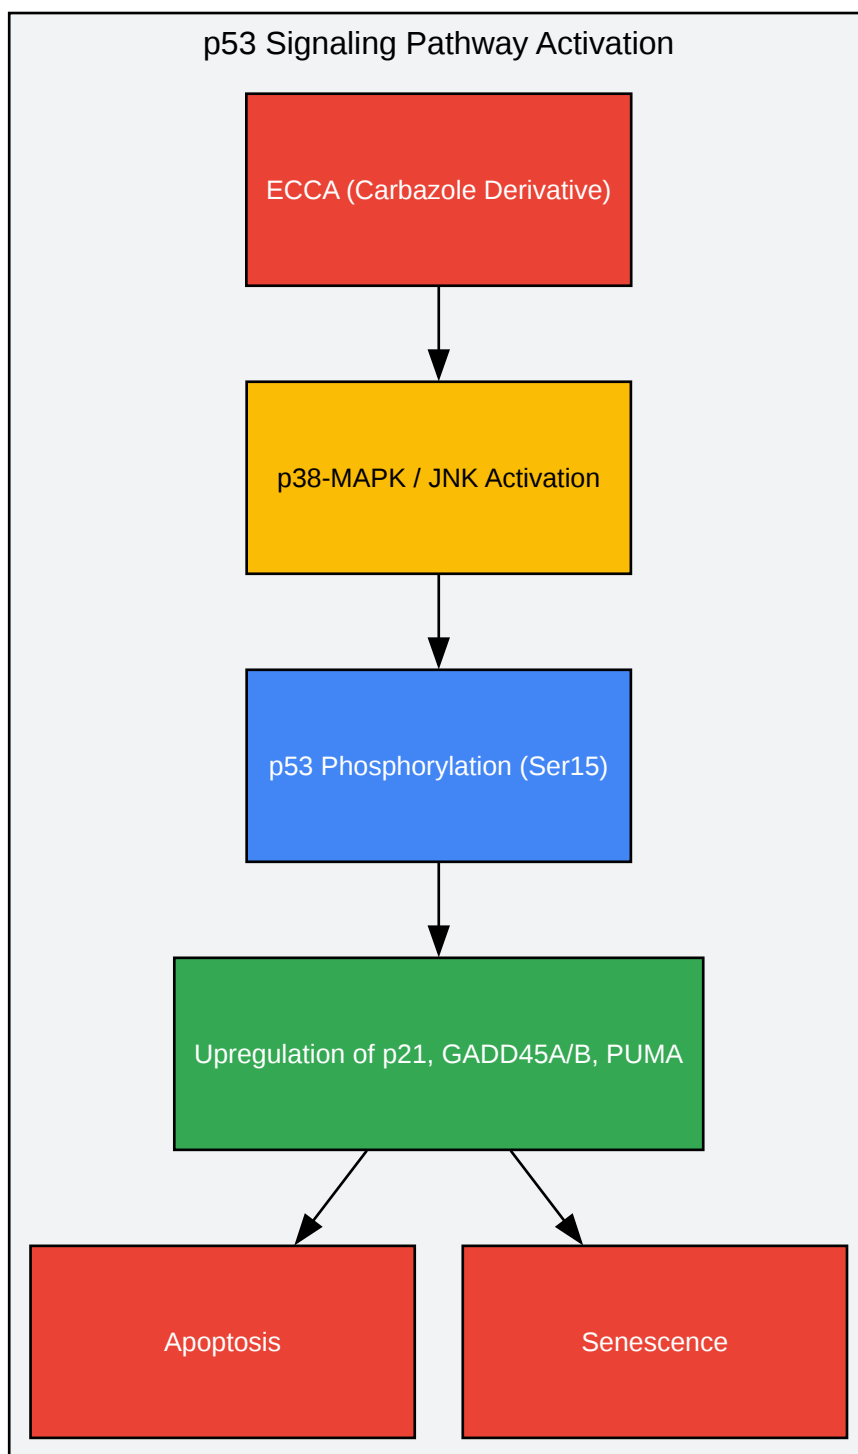 p53 Signaling Pathway Activation
ECCA (Carbazole Derivative)
p38-MAPK / JNK Activation
p53 Phosphorylation (Ser15)
Upregulation of p21, GADD45A/B, PUMA
Apoptosis
Senescence